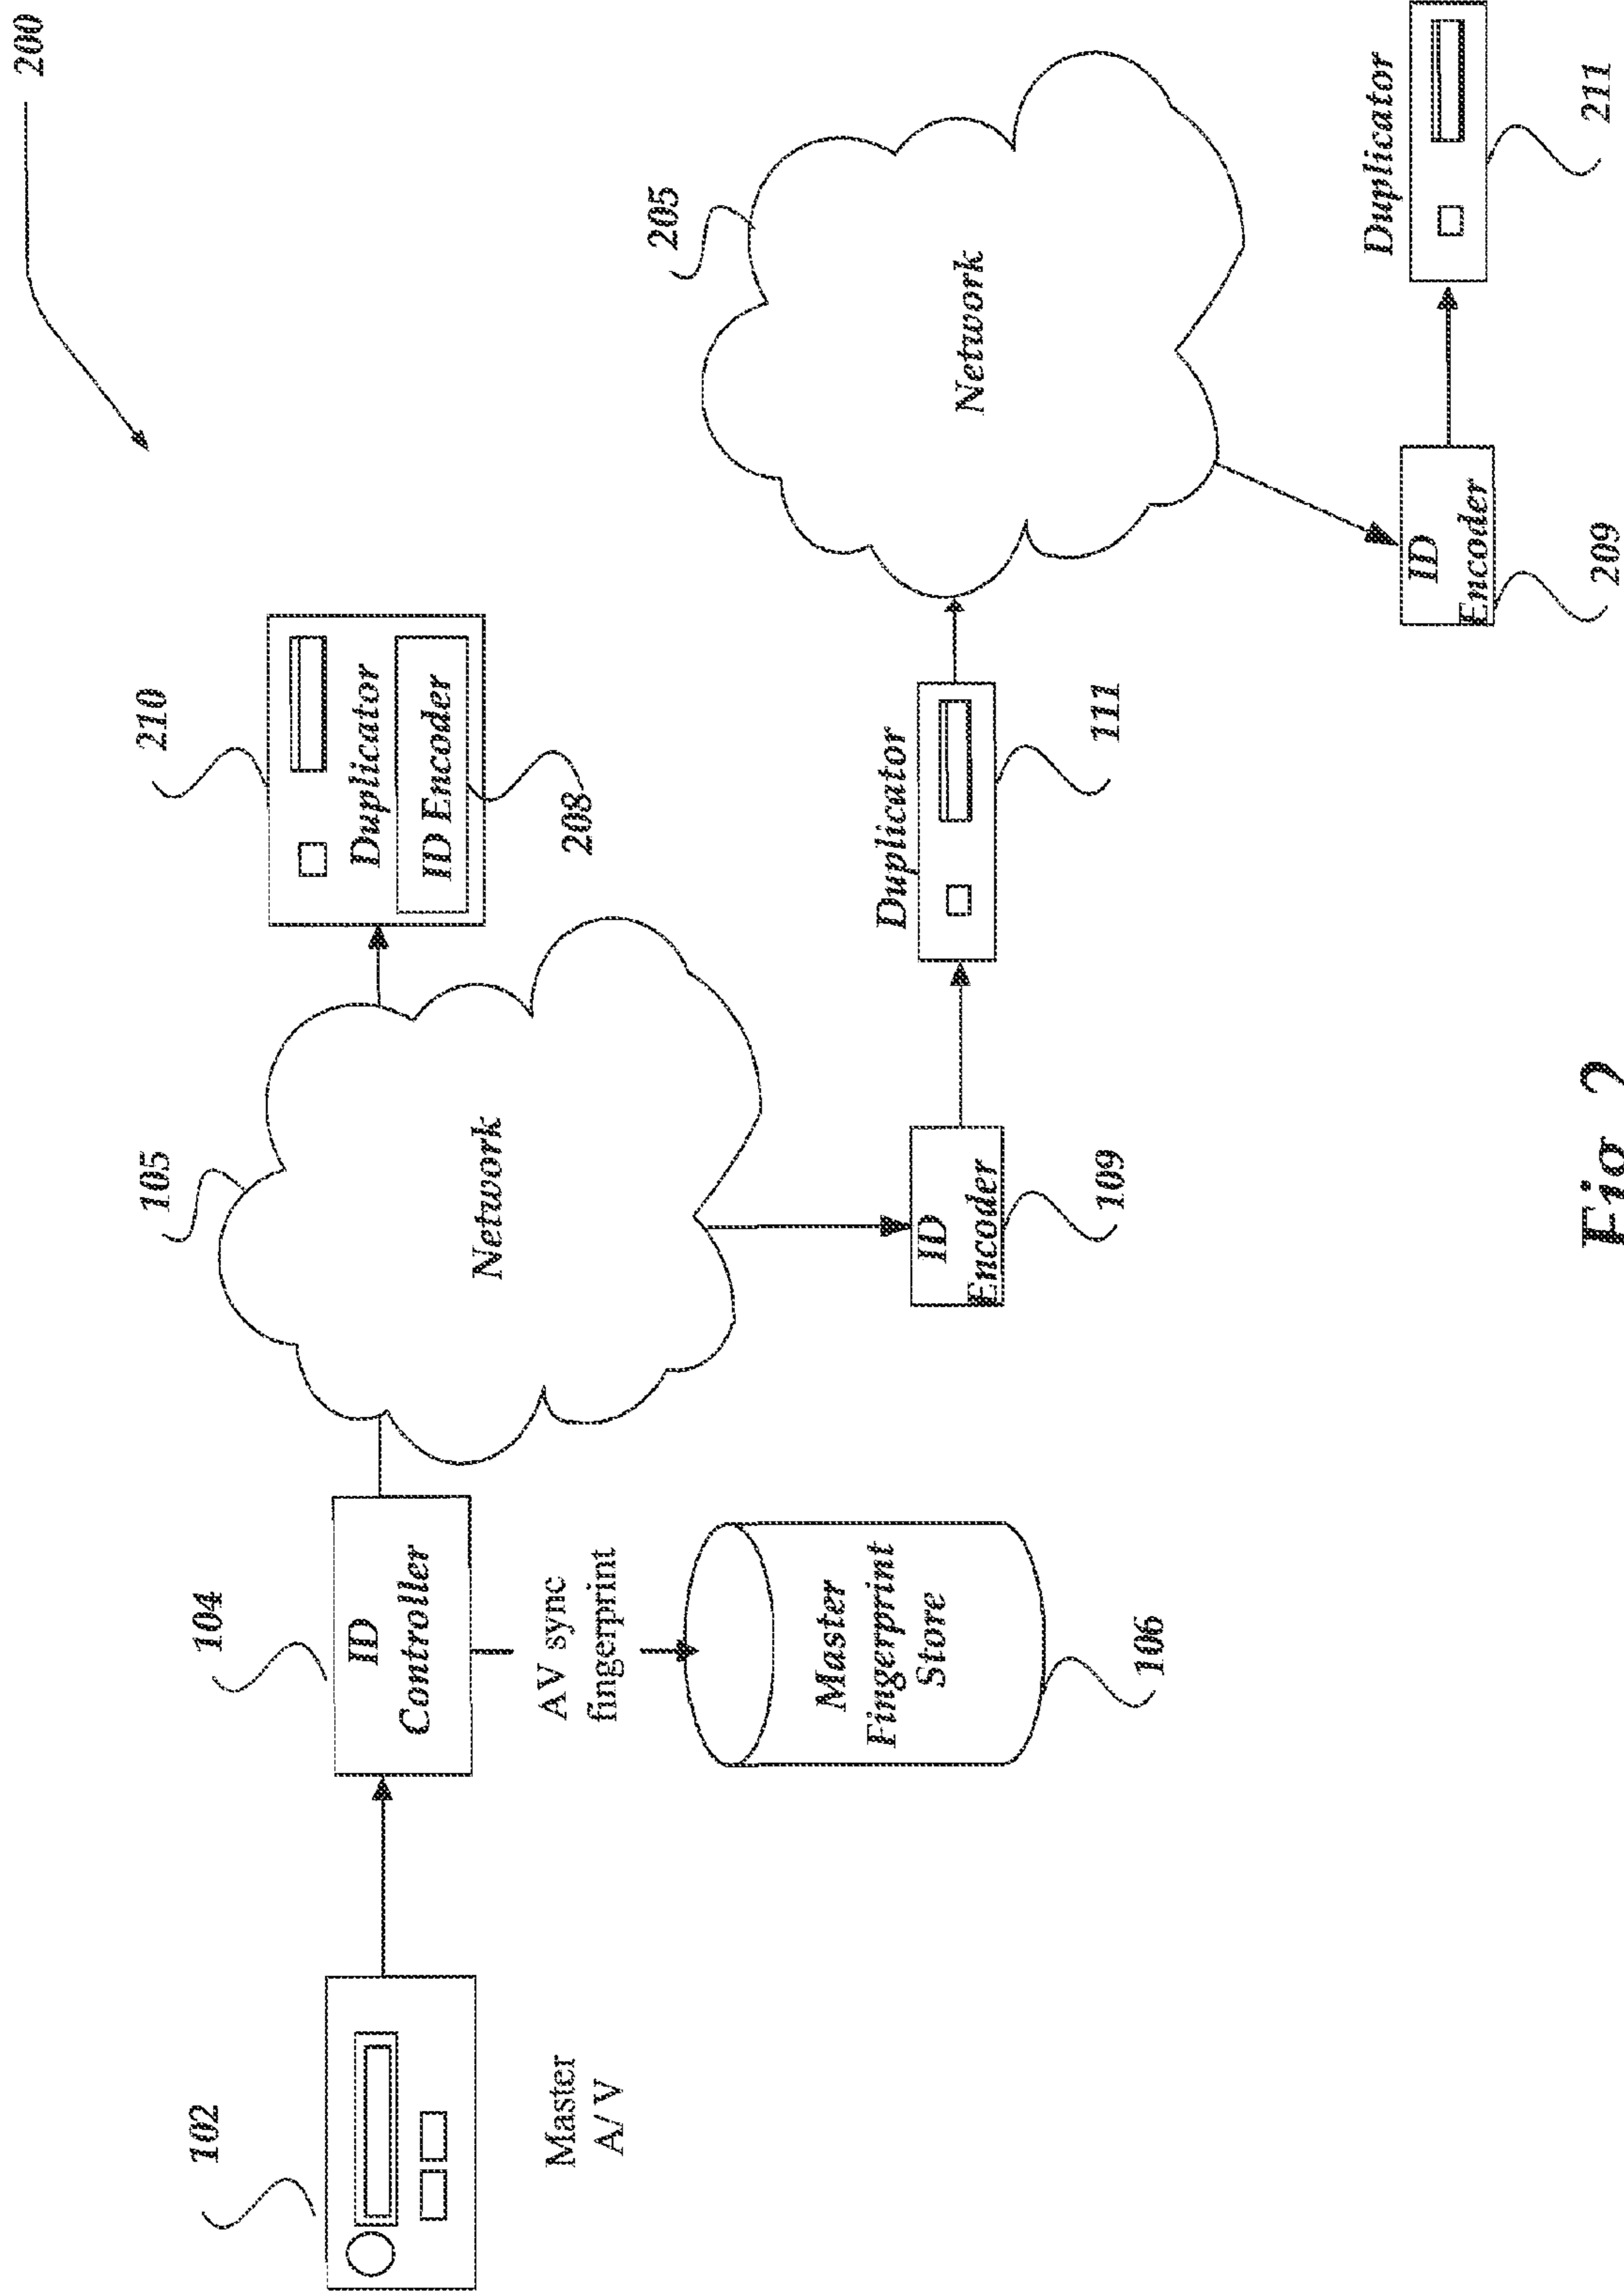 200
102
Master
A/V
104
ID
Controller
AV sync
fingerprint
Master
Fingerprint
Store
106
105
Network
210
Duplicator
ID Encoder
208
ID
Encoder
109
Duplicator
111
205
Network
ID
Encoder
209
Duplicator
211
Fig. 2